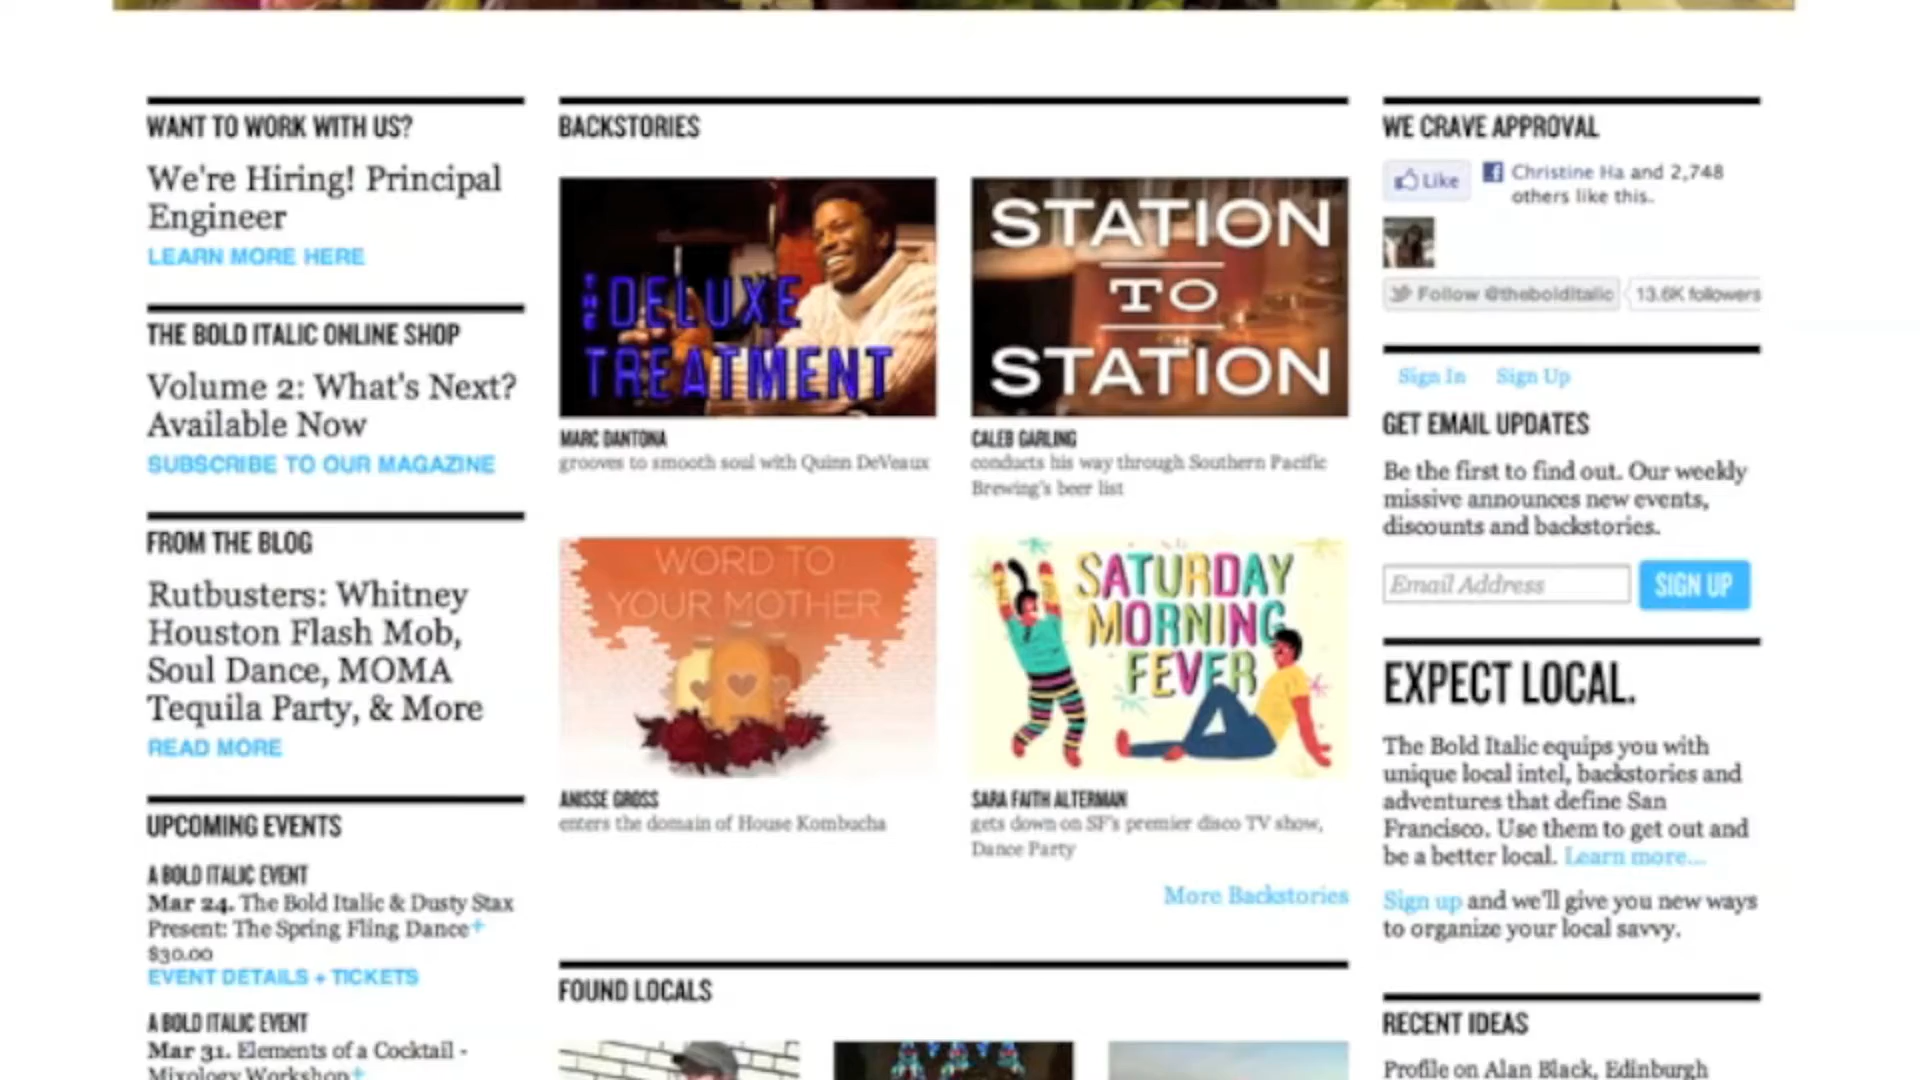 WANT TO WORK WITH US?
We're Hiring! Principal
Engineer
LEARN MORE HERE
THE BOLD ITALIC ONLINE SHOP
Volume 2: What's Next?
Available Now
SUBSCRIBE TO OUR MAGAZINE
FROM THE BLOG
Rutbusters: Whitney
Houston Flash Mob,
Soul Dance, MOMA
Tequila Party, & More
READ MORE
UPCOMING EVENTS
A BOLD ITALIC EVENT
Mar 24. The Bold Italic & Dusty Stax
Present: The Spring Fling Dance+
$30.00
EVENT DETAILS + TICKETS
A BOLD ITALIC EVENT
Mar 31. Elements of a Cocktail -
Mixology Workshop+
BACKSTORIES
THE DELUXE
TREATMENT
MARC DANTONA
grooves to smooth soul with Quinn DeVeaux
STATION
TO
STATION
CALEB GARLING
conducts his way through Southern Pacific
Brewing's beer list
WORD TO
YOUR MOTHER
ANISSE GROSS
enters the domain of House Kombucha
SATURDAY
MORNING
FEVER
SARA FAITH ALTERMAN
gets down on SF's premier disco TV show,
Dance Party
More Backstories
FOUND LOCALS
WE CRAVE APPROVAL
Like
Christine Ha and 2,748
others like this.
Follow @thebolditalic
13.6K followers
Sign In Sign Up
GET EMAIL UPDATES
Be the first to find out. Our weekly
missive announces new events,
discounts and backstories.
Email Address
SIGN UP
EXPECT LOCAL.
The Bold Italic equips you with
unique local intel, backstories and
adventures that define San
Francisco. Use them to get out and
be a better local. Learn more...
Sign up and we'll give you new ways
to organize your local savvy.
RECENT IDEAS
Profile on Alan Black, Edinburgh